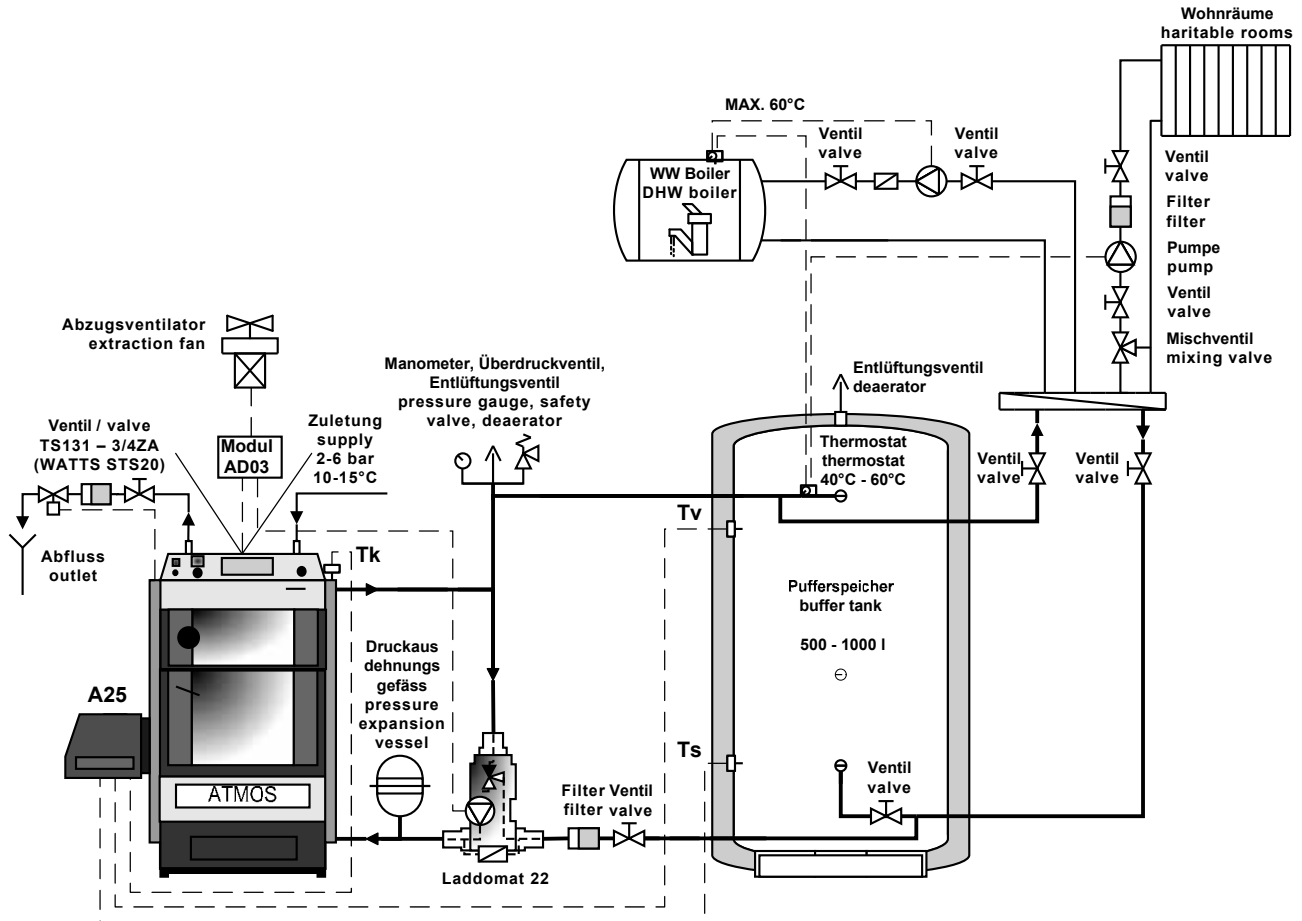 Wohnräume
haritable rooms
MAX. 60°C
Ventil
valve
Ventil
valve
WW Boiler
DHW boiler
Ventil
valve
Filter
filter
Pumpe
pump
Ventil
valve
Mischventil
mixing valve
Abzugsventilator
extraction fan
Manometer, Überdruckventil,
Entlüftungsventil
pressure gauge, safety
valve, deaerator
Entlüftungsventil
deaerator
Ventil / valve
TS131 – 3/4ZA
(WATTS STS20)
Modul
AD03
Zuletung
supply
2-6 bar
10-15°C
Thermostat
thermostat
40°C - 60°C
Ventil
valve
Ventil
valve
Tv
Abfluss
outlet
Tk
Pufferspeicher
buffer tank
500 - 1000 l
Druckaus
dehnungs
gefäss
pressure
expansion
vessel
A25
Ts
Ventil
valve
ATMOS
Filter Ventil
filter valve
Laddomat 22